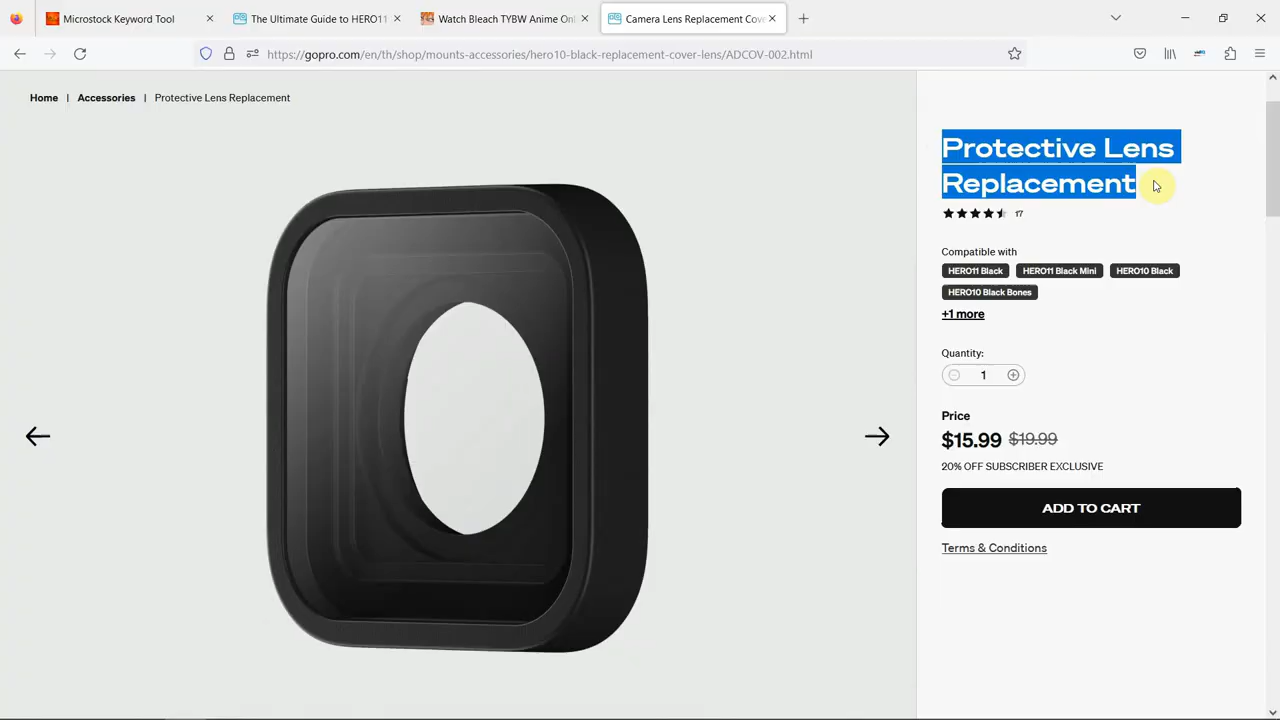 Microstock Keyword Tool
The Ultimate Guide to HERO11
Watch Bleach TYBW Anime Onl
Camera Lens Replacement Cove
https://gopro.com/en/th/shop/mounts-accessories/hero10-black-replacement-cover-lens/ADCOV-002.html
Home | Accessories | Protective Lens Replacement
Protective Lens
Replacement
17
Compatible with
HERO11 Black HERO11 Black Mini HERO10 Black
HERO10 Black Bones
+1 more
Quantity:
1
Price
$15.99 $19.99
20% OFF SUBSCRIBER EXCLUSIVE
ADD TO CART
Terms & Conditions